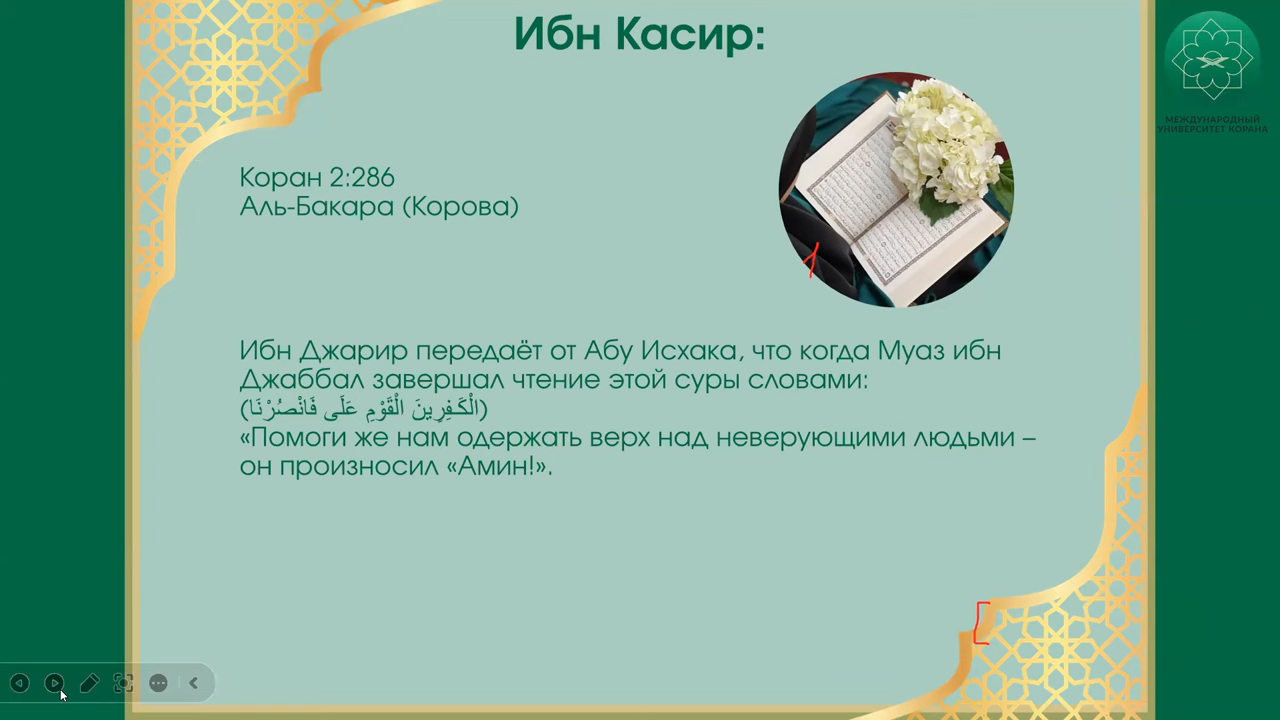 Ибн Касир:
МЕЖДУНАРОДНЫЙ
УНИВЕРСИТЕТ КОРАНА
Коран 2:286
Аль-Бакара (Корова)
Ибн Джарир передаёт от Абу Исхака, что когда Муаз ибн
Джаббал завершал чтение этой суры словами:
(الْكَـفِرِينَ الْقَوْمِ عَلَى فَانْصُرْنَا)
«Помоги же нам одержать верх над неверующими людьми –
он произносил «Амин!».